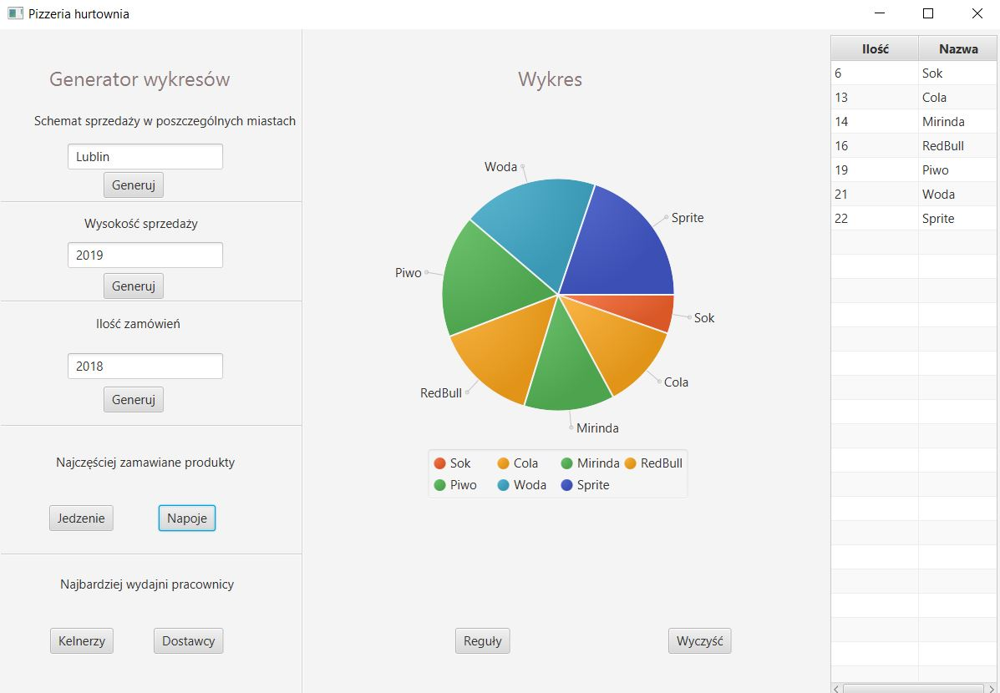 Pizzeria hurtownia
Generator wykresów
Schemat sprzedaży w poszczególnych miastach
Lublin
Generuj
Wysokość sprzedaży
2019
Generuj
Ilość zamówień
2018
Generuj
Najczęściej zamawiane produkty
Jedzenie Napoje
Najbardziej wydajni pracownicy
Kelnerzy Dostawcy
Wykres
Woda
Sprite
Piwo
Sok
Cola
RedBull
Mirinda
Sok Cola Mirinda RedBull
Piwo Woda Sprite
Reguły Wyczyść
Ilość Nazwa
6 Sok
13 Cola
14 Mirinda
16 RedBull
19 Piwo
21 Woda
22 Sprite